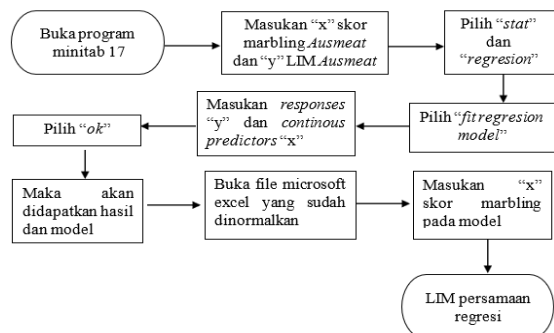 Buka program
minitab 17
Masukan “x” skor
marbling Ausmeat
dan “y” LIM Ausmeat
Pilih “stat”
dan
“regresion”
Pilih “fit regresion
model”
Masukan responses
“y” dan continous
predictors “x”
Pilih “ok”
Maka akan
didapatkan hasil
dan model
Buka file microsoft
excel yang sudah
dinormalkan
Masukan “x”
skor marbling
pada model
LIM persamaan
regresi